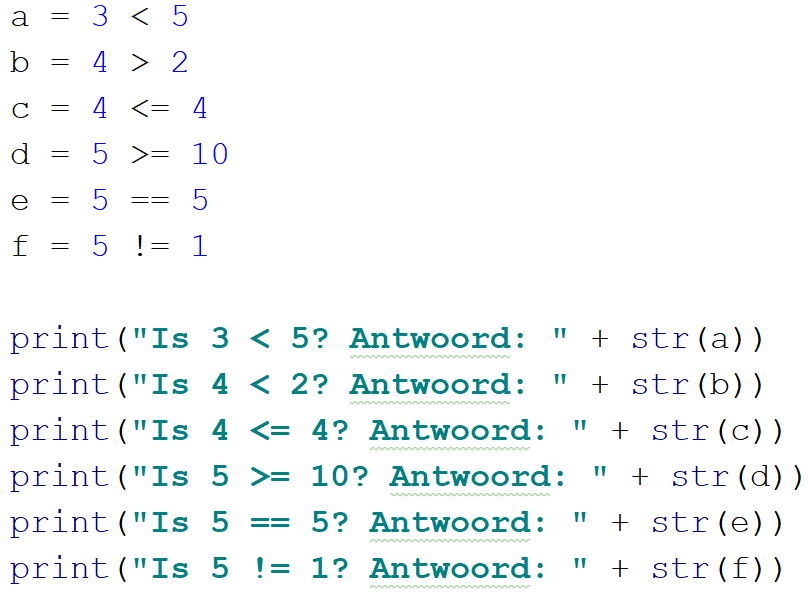 a = 3 < 5
b = 4 > 2
c = 4 <= 4
d = 5 >= 10
e = 5 == 5
f = 5 != 1
print("Is 3 < 5? Antwoord: " + str(a))
print("Is 4 < 2? Antwoord: " + str(b))
print("Is 4 <= 4? Antwoord: " + str(c))
print("Is 5 >= 10? Antwoord: " + str(d))
print("Is 5 == 5? Antwoord: " + str(e))
print("Is 5 != 1? Antwoord: " + str(f))